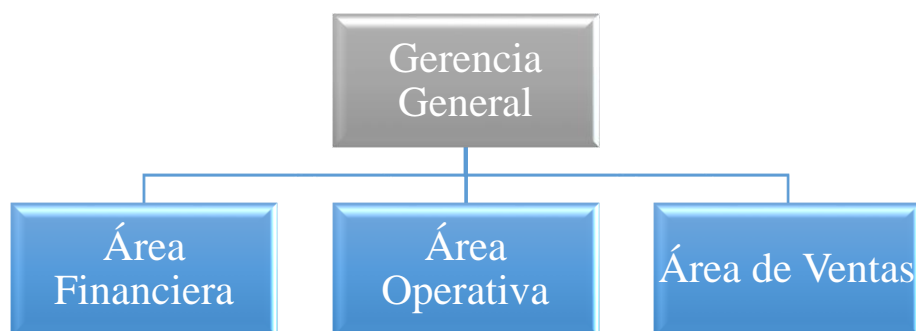 Gerencia
General
Área
Financiera
Área
Operativa
Área de Ventas